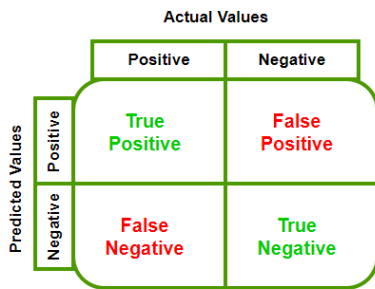 Actual Values
Positive
Negative
Predicted Values
Positive
True
Positive
False
Positive
Negative
False
Negative
True
Negative